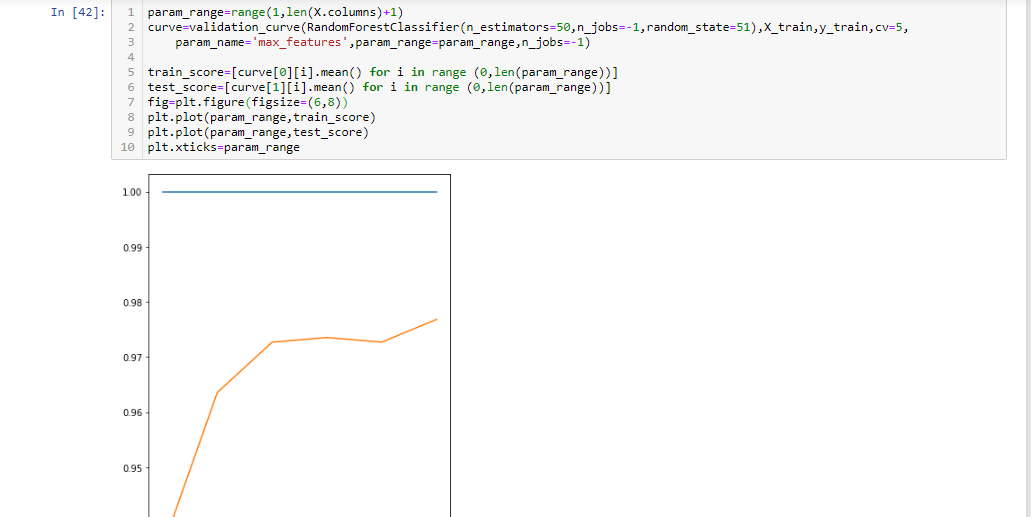 In [42]:
1 param_range=range(1,len(X.columns)+1)
2 curve=validation_curve(RandomForestClassifier(n_estimators=50,n_jobs=-1,random_state=51),X_train,y_train,cv=5,
3     param_name='max_features',param_range=param_range,n_jobs=-1)
4
5 train_score=[curve[0][i].mean() for i in range (0,len(param_range))]
6 test_score=[curve[1][i].mean() for i in range (0,len(param_range))]
7 fig=plt.figure(figsize=(6,8))
8 plt.plot(param_range,train_score)
9 plt.plot(param_range,test_score)
10 plt.xticks=param_range
1.00
0.99
0.98
0.97
0.96
0.95